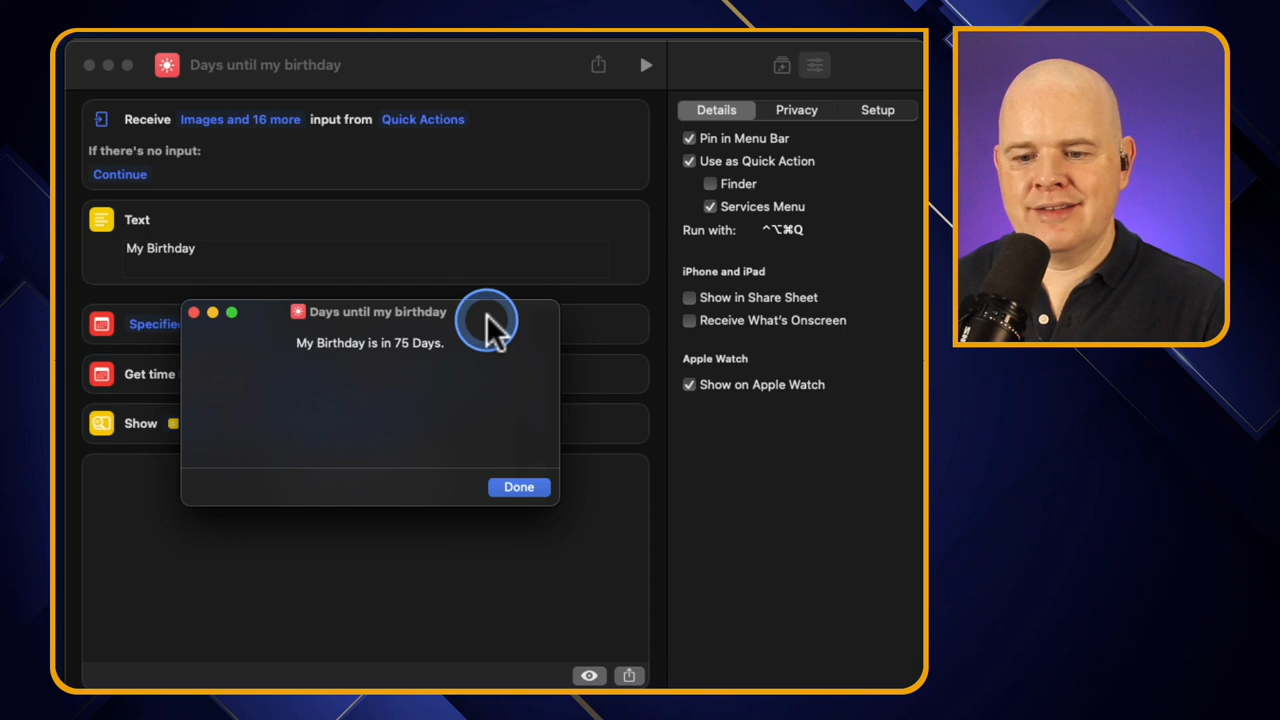 Days until my birthday
Receive Images and 16 more input from Quick Actions
If there's no input:
Continue
Text
My Birthday
Get time
Show
Days until my birthday
My Birthday is in 75 Days.
Done
Details Privacy Setup
Pin in Menu Bar
Use as Quick Action
Finder
Services Menu
Run with: ^⌥⌘Q
iPhone and iPad
Show in Share Sheet
Receive What's Onscreen
Apple Watch
Show on Apple Watch